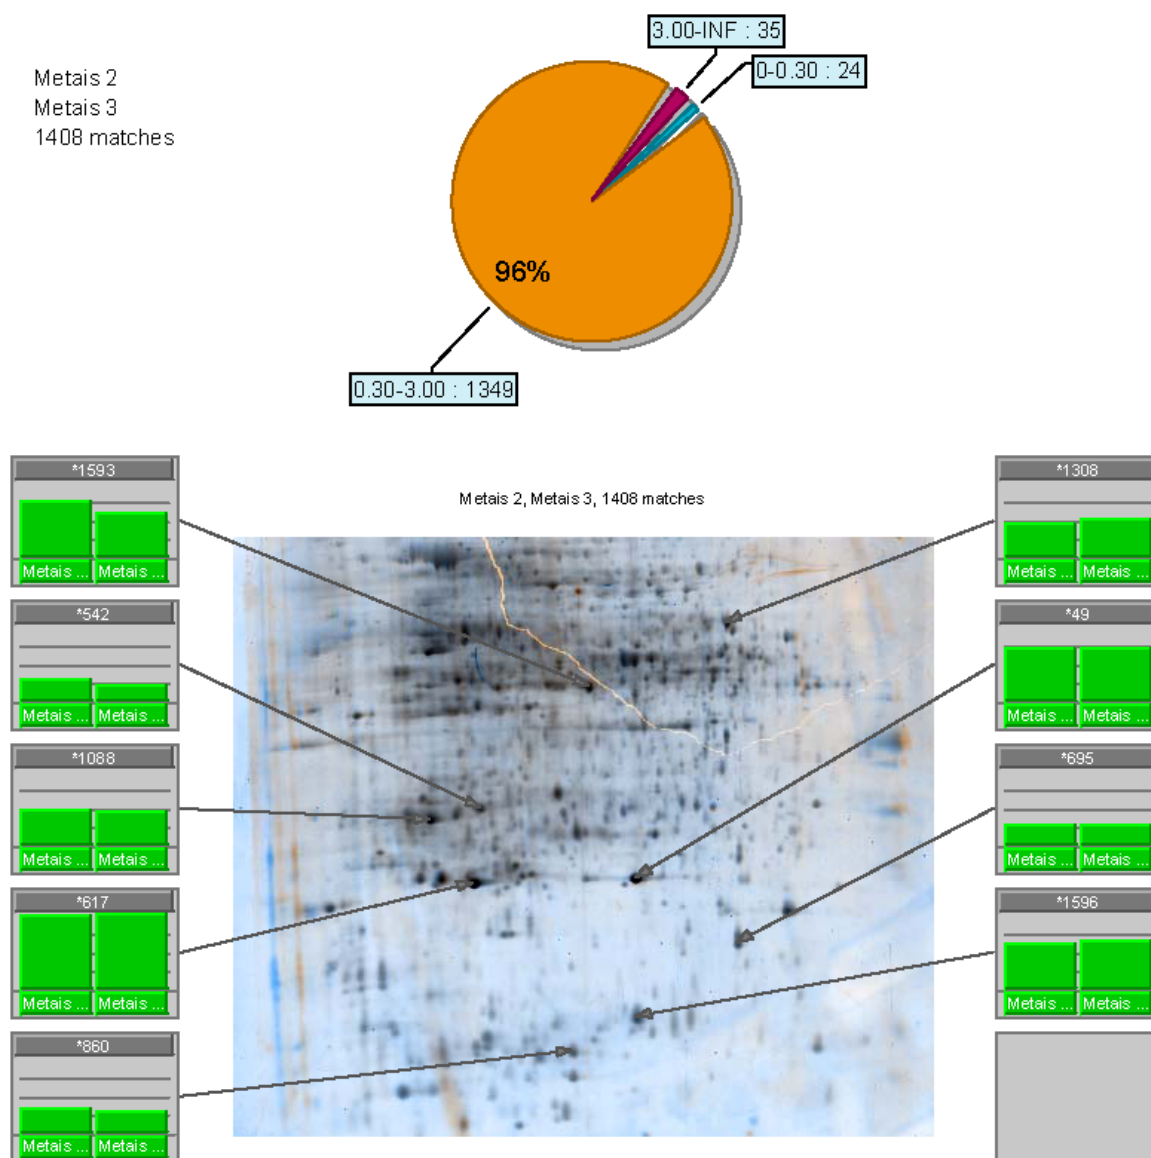 Metais 2
Metais 3
1408 matches
3.00-INF : 35
0-0.30 : 24
96%
0.30-3.00 : 1349
Metais 2, Metais 3, 1408 matches
*1593
Metais ... Metais ...
*542
Metais ... Metais ...
*1088
Metais ... Metais ...
*617
Metais ... Metais ...
*860
Metais ... Metais ...
*1308
Metais ... Metais ...
*49
Metais ... Metais ...
*695
Metais ... Metais ...
*1596
Metais ... Metais ...